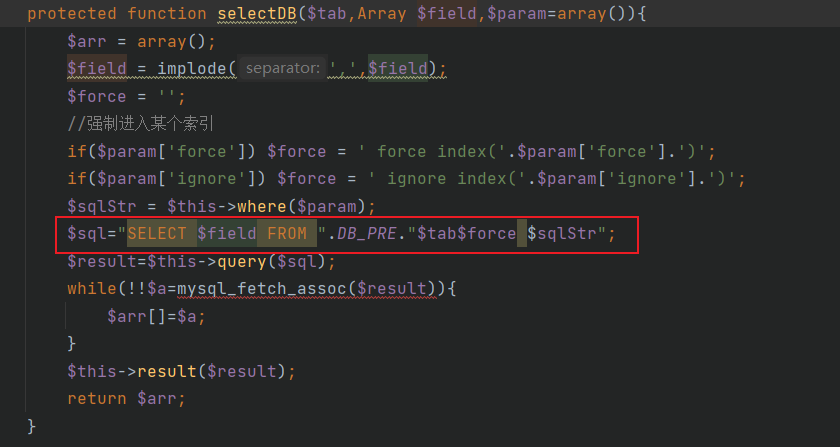 protected function selectDB($tab,Array $field,$param=array()){
$arr = array();
$field = implode( separator: ',',$field);
$force = '';
//强制进入某个索引
if($param['force']) $force = ' force index('.$param['force'].')';
if($param['ignore']) $force = ' ignore index('.$param['ignore'].')';
$sqlStr = $this->where($param);
$sql="SELECT $field FROM ".DB_PRE."$tab$force $sqlStr";
$result=$this->query($sql);
while(!!$a=mysql_fetch_assoc($result)){
$arr[]=$a;
}
$this->result($result);
return $arr;
}